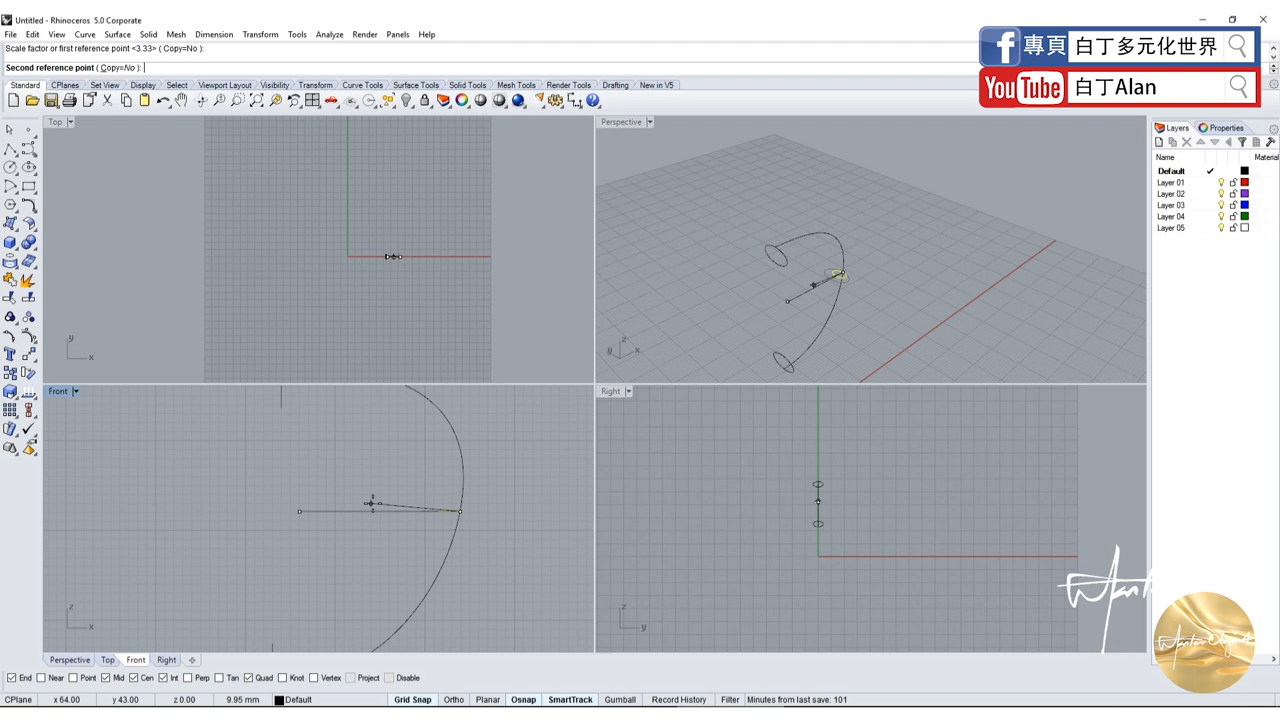 Untitled - Rhinoceros 5.0 Corporate
File Edit View Curve Surface Solid Mesh Dimension Transform Tools Analyze Render Panels Help
Scale factor or first reference point <3.33> ( Copy=No ):
Second reference point ( Copy=No ):
專頁 白丁多元化世界
YouTube 白丁Alan
Standard CPlanes Set View Display Select Viewport Layout Visibility Transform Curve Tools Surface Tools Solid Tools Mesh Tools Render Tools Drafting New in V5
Top
Perspective
Layers Properties
Name Material
Default
Layer 01
Layer 02
Layer 03
Layer 04
Layer 05
y
x
z
y x
Front
Right
z
x
z
y
Perspective Top Front Right
End Near Point Mid Cen Int Perp Tan Quad Knot Vertex Project Disable
CPlane x 64.00 y 43.00 z 0.00 9.95 mm Default Grid Snap Ortho Planar Osnap SmartTrack Gumball Record History Filter Minutes from last save: 101